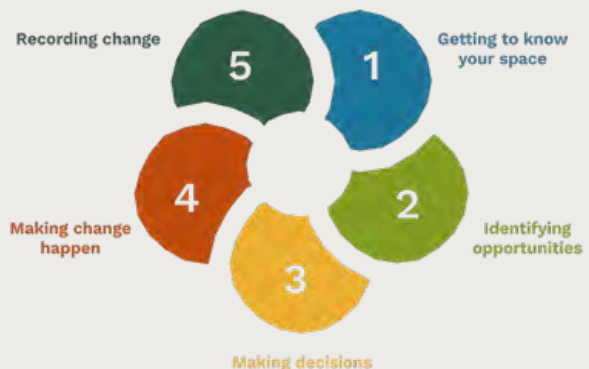 1
Getting to know
your space
2
Identifying
opportunities
3
Making decisions
4
Making change
happen
5
Recording change